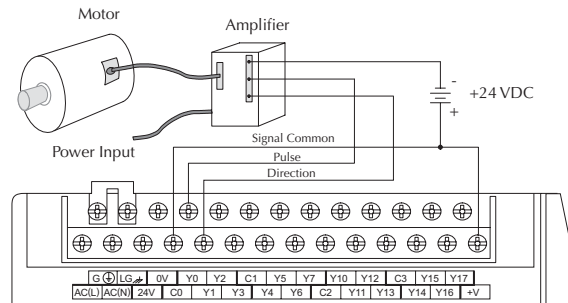 Motor
Amplifier
-
+24 VDC
+
Power Input
Signal Common
Pulse
Direction
G LG 0V Y0 Y2 C1 Y5 Y7 Y10 Y12 C3 Y15 Y17
AC(L) AC(N) 24V C0 Y1 Y3 Y4 Y6 C2 Y11 Y13 Y14 Y16 +V